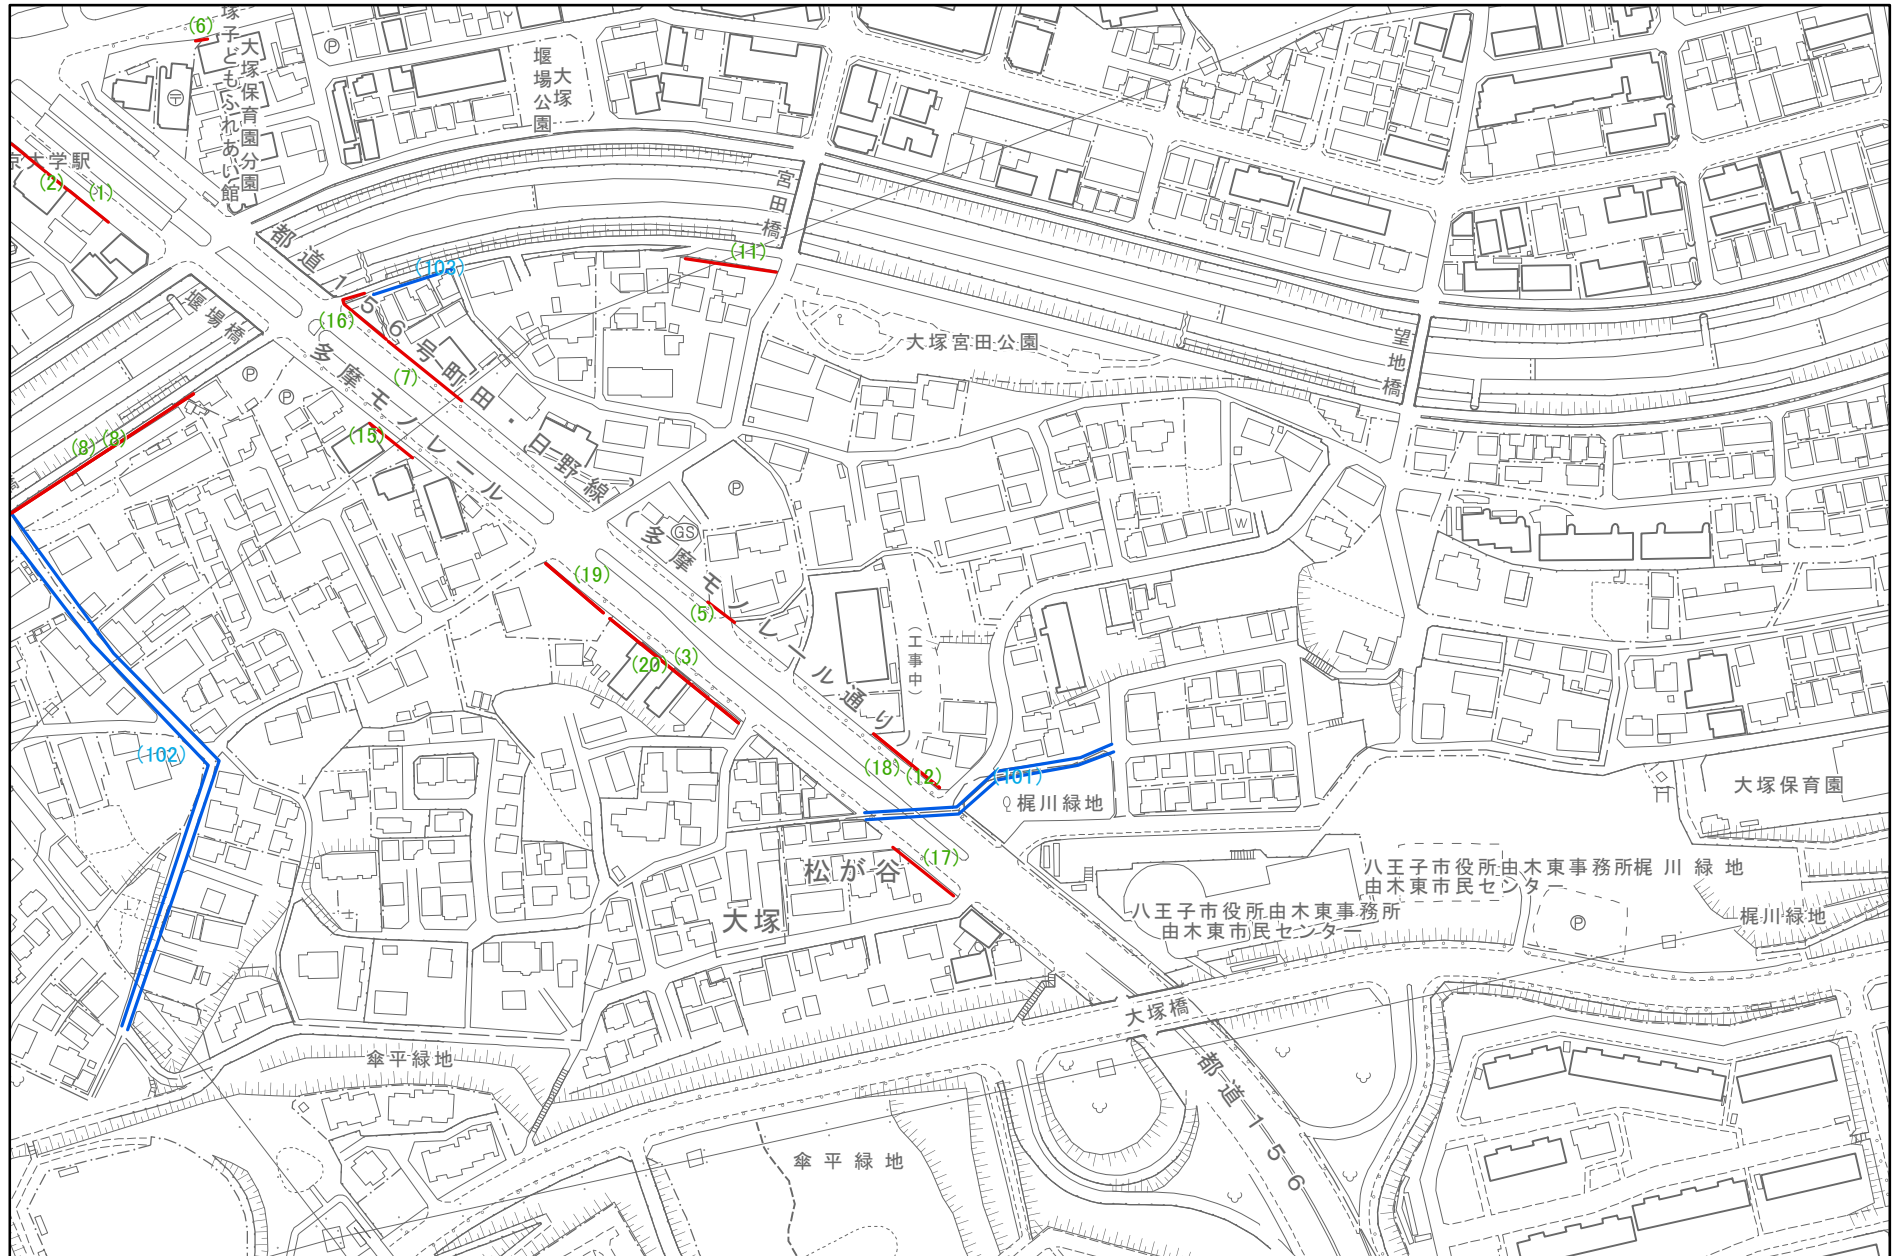 (6)
塚子どもふれあい館
大塚保育園分園
大塚
堰場公園
京大学駅
(2)
(1)
宮田橋
都道156号町田・日野線
(103)
(11)
堰場橋
(16)
大塚宮田公園
望地橋
多摩モノレール
(7)
(15)
(8)
(8)
GS
W
多摩モノレール通り
(19)
(5)
(工事中)
(20)
(3)
(102)
(18)
(12)
(101)
梶川緑地
大塚保育園
松が谷
(17)
八王子市役所由木東事務所
由木東市民センター
梶川緑地
大塚
八王子市役所由木東事務所
由木東市民センター
梶川緑地
大塚橋
傘平緑地
都道156
傘平緑地
P
P
P
P
P